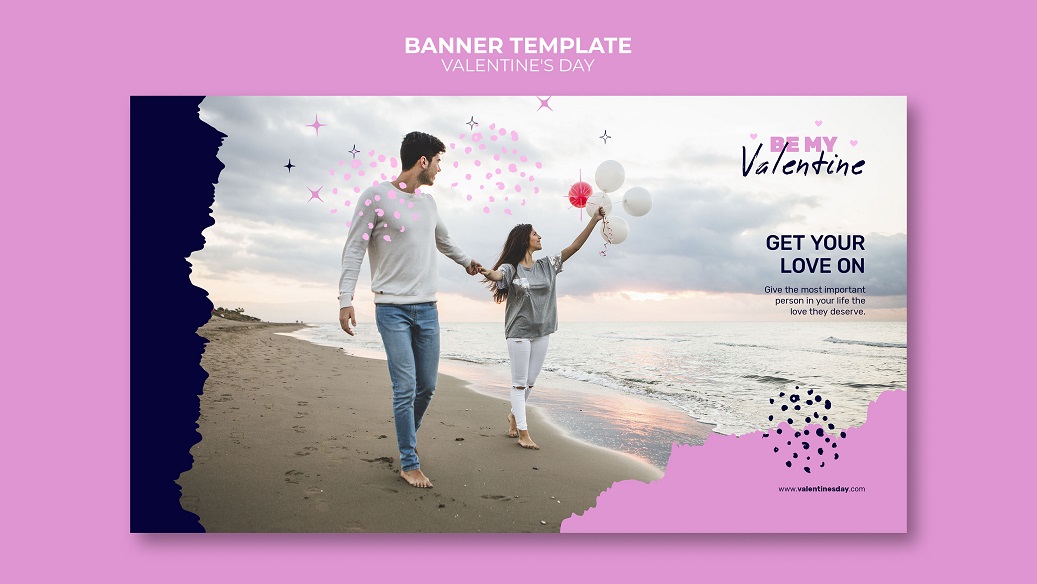 BANNER TEMPLATE
VALENTINE'S DAY
BE MY
Valentine
GET YOUR
LOVE ON
Give the most important
person in your life the
love they deserve.
www.valentinesday.com